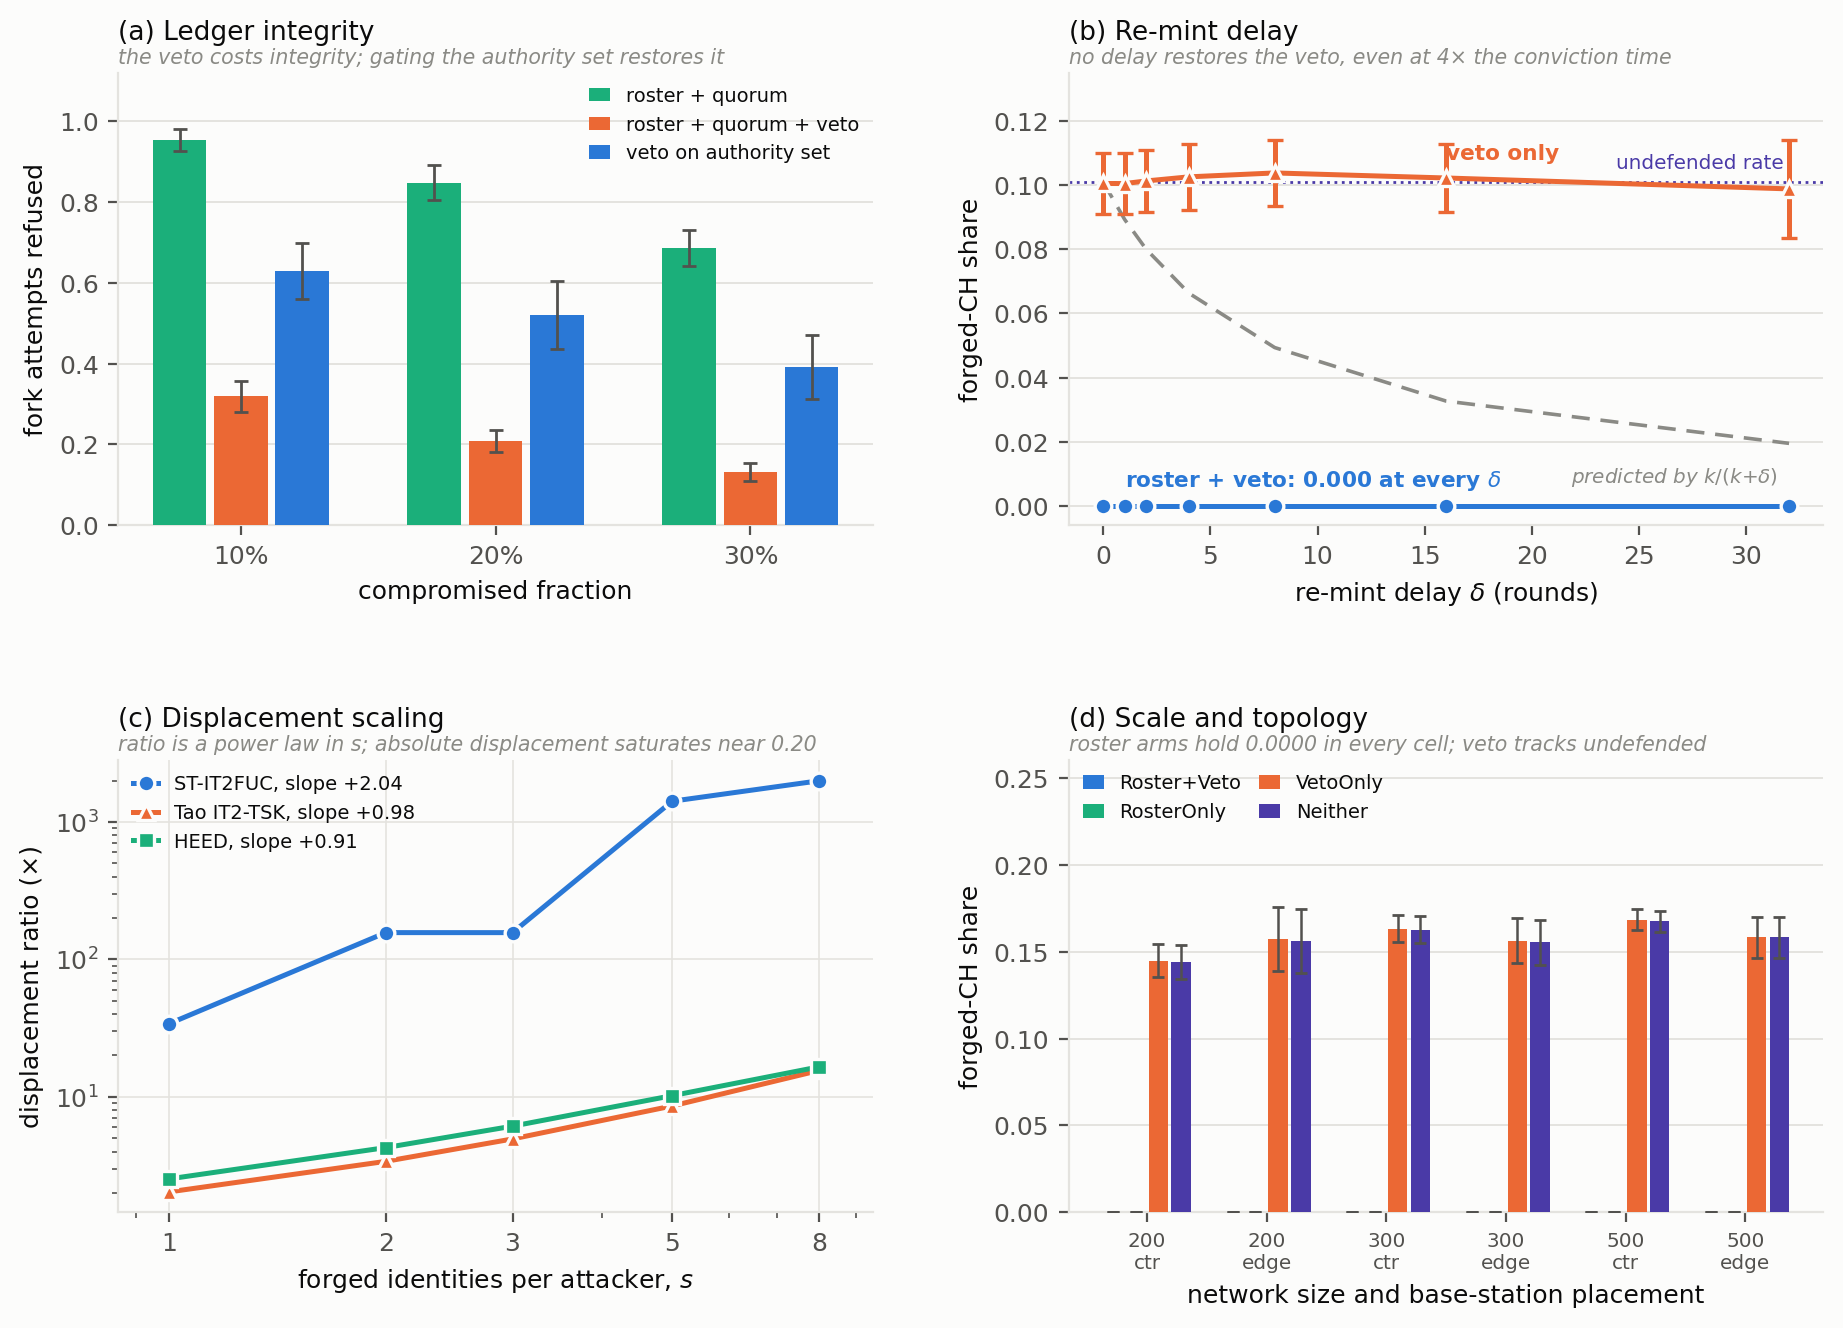 (a) Ledger integrity
the veto costs integrity; gating the authority set restores it
roster + quorum
roster + quorum + veto
veto on authority set
1.0
0.8
0.6
0.4
0.2
0.0
fork attempts refused
10%
20%
30%
compromised fraction
(b) Re-mint delay
no delay restores the veto, even at 4× the conviction time
0.12
0.10
0.08
0.06
0.04
0.02
0.00
forged-CH share
veto only
undefended rate
roster + veto: 0.000 at every δ
predicted by k/(k+δ)
0
5
10
15
20
25
30
re-mint delay δ (rounds)
(c) Displacement scaling
ratio is a power law in s; absolute displacement saturates near 0.20
ST-IT2FUC, slope +2.04
Tao IT2-TSK, slope +0.98
HEED, slope +0.91
10³
10²
10¹
displacement ratio (×)
1
2
3
5
8
forged identities per attacker, s
(d) Scale and topology
roster arms hold 0.0000 in every cell; veto tracks undefended
Roster+Veto
RosterOnly
VetoOnly
Neither
0.25
0.20
0.15
0.10
0.05
0.00
forged-CH share
200
ctr
200
edge
300
ctr
300
edge
500
ctr
500
edge
network size and base-station placement